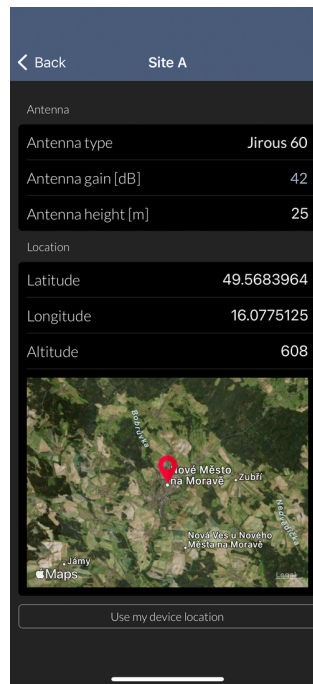 Back
Site A
Antenna
Antenna type Jirous 60
Antenna gain [dB] 42
Antenna height [m] 25
Location
Latitude 49.5683964
Longitude 16.0775125
Altitude 608
Bobrůvka
Nové Město
na Moravě
Zubří
Nedvědička
Nová Ves u Nového
Města na Moravě
Jámy
Maps
Legal
Use my device location